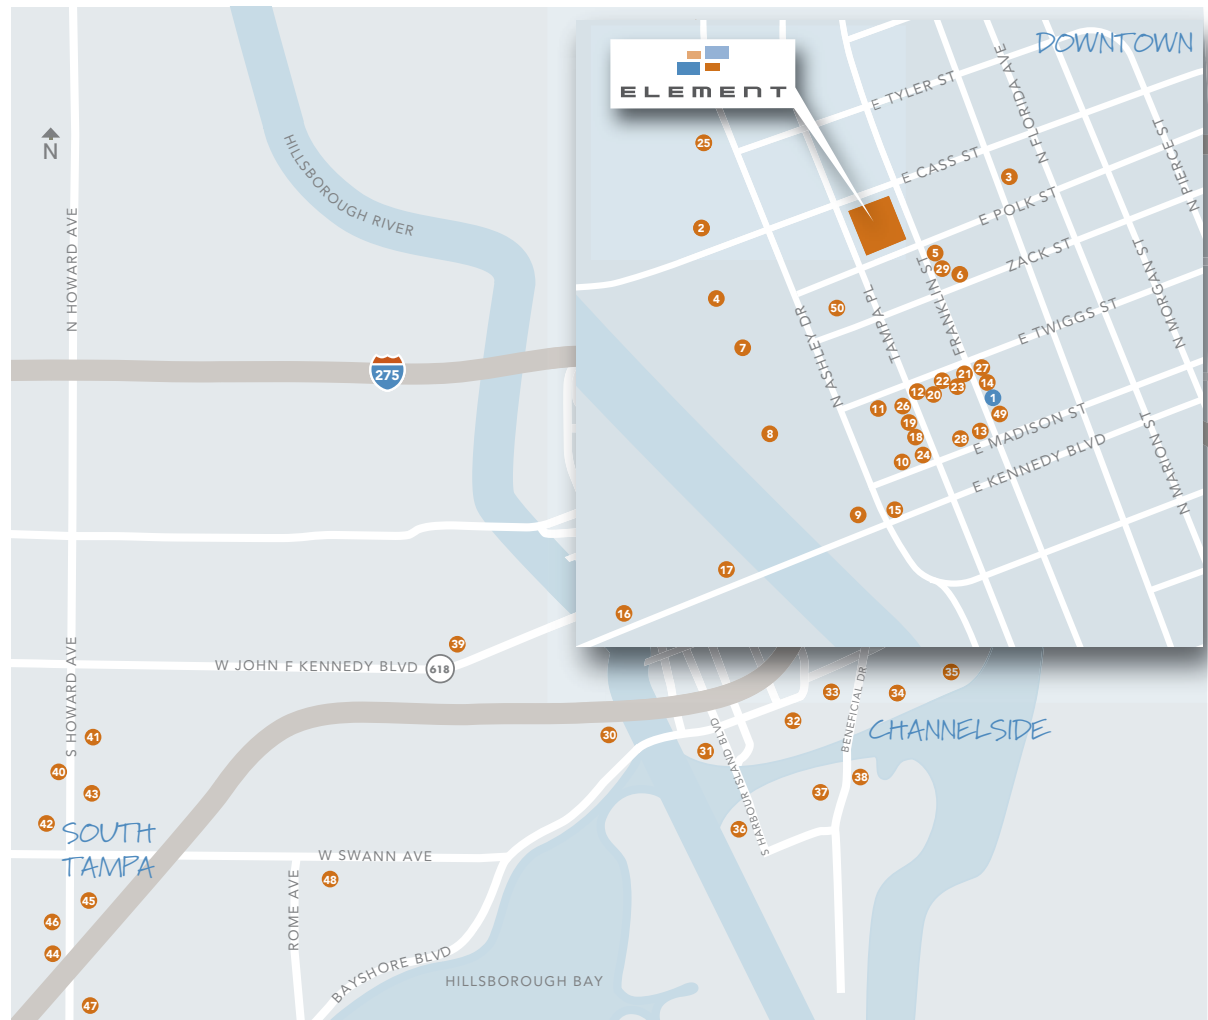 DOWNTOWN
ELEMENT
E TYLER ST
N FLORIDA AVE
N PIERCE ST
E CASS ST
25
3
E POLK ST
2
5
29
6
ZACK ST
N MORGAN ST
4
50
TAMPA PL
FRANKLIN ST
N ASHLEY DR
E TWIGGS ST
7
27
21
22
14
23
12
20
1
11
26
49
19
8
18
28
13
E MADISON ST
N MARION ST
10
24
E KENNEDY BLVD
9
15
17
16
N
HILLSBOROUGH RIVER
N HOWARD AVE
275
39
W JOHN F KENNEDY BLVD
618
S HOWARD AVE
35
33
34
BENEFICIAL DR
32
CHANNELSIDE
41
30
31
S HARBOUR ISLAND BLVD
40
38
43
37
42
36
SOUTH
TAMPA
W SWANN AVE
48
ROME AVE
45
46
44
BAYSHORE BLVD
HILLSBOROUGH BAY
47